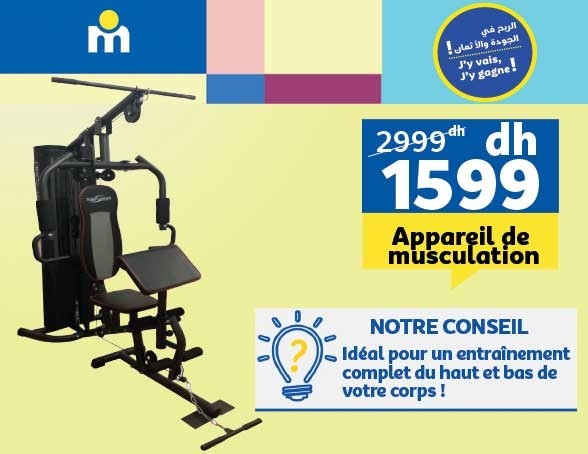 m
الربح في
الجودة والأثمان!
J'y vais,
J'y gagne!
2999 dh
dh
1599
Appareil de
musculation
NOTRE CONSEIL
Idéal pour un entraînement
complet du haut et bas de
votre corps !